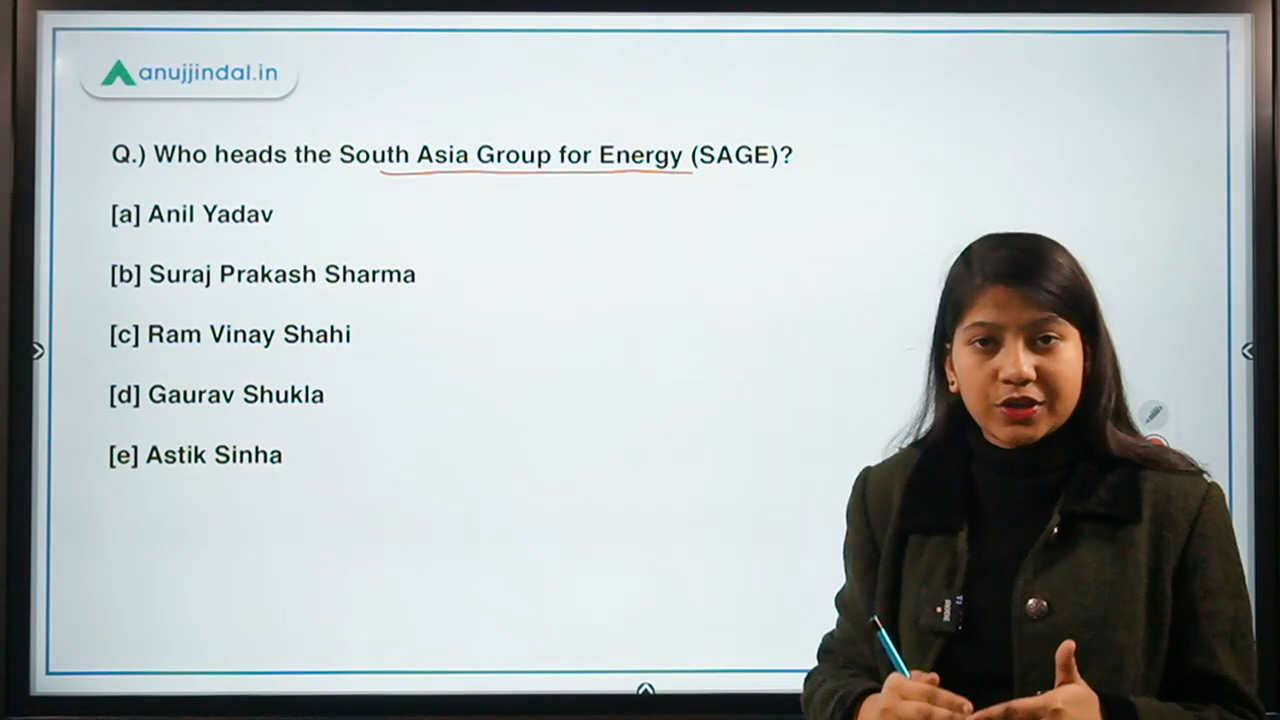 anujjindal.in
Q.) Who heads the South Asia Group for Energy (SAGE)?
[a] Anil Yadav
[b] Suraj Prakash Sharma
[c] Ram Vinay Shahi
[d] Gaurav Shukla
[e] Astik Sinha